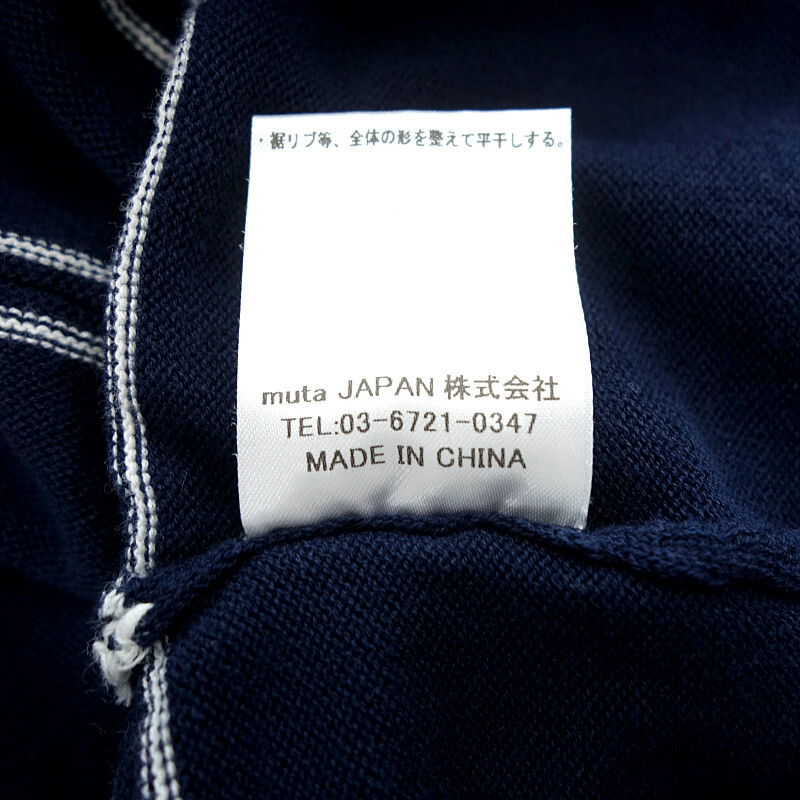 ・裾リブ等、全体の形を整えて平干しする。
muta JAPAN 株式会社
TEL:03-6721-0347
MADE IN CHINA